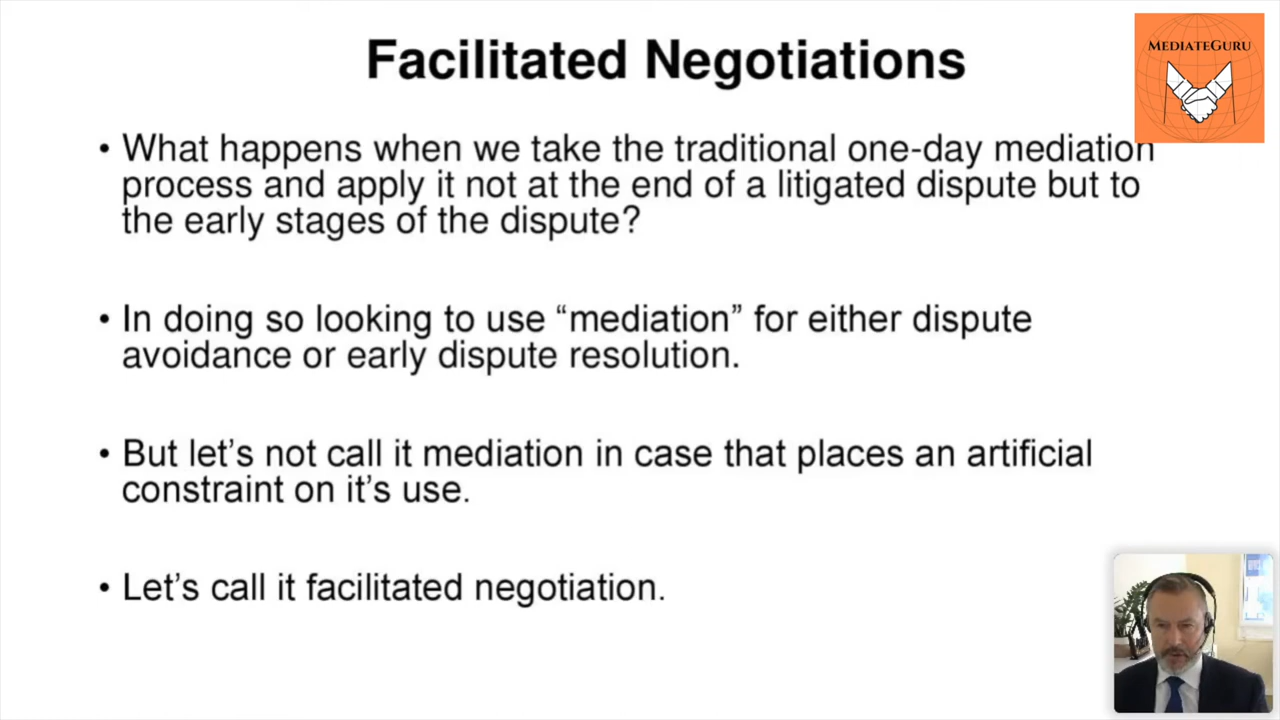 Facilitated Negotiations
MEDIATEGURU
• What happens when we take the traditional one-day mediation
process and apply it not at the end of a litigated dispute but to
the early stages of the dispute?
• In doing so looking to use “mediation” for either dispute
avoidance or early dispute resolution.
• But let’s not call it mediation in case that places an artificial
constraint on it’s use.
• Let’s call it facilitated negotiation.